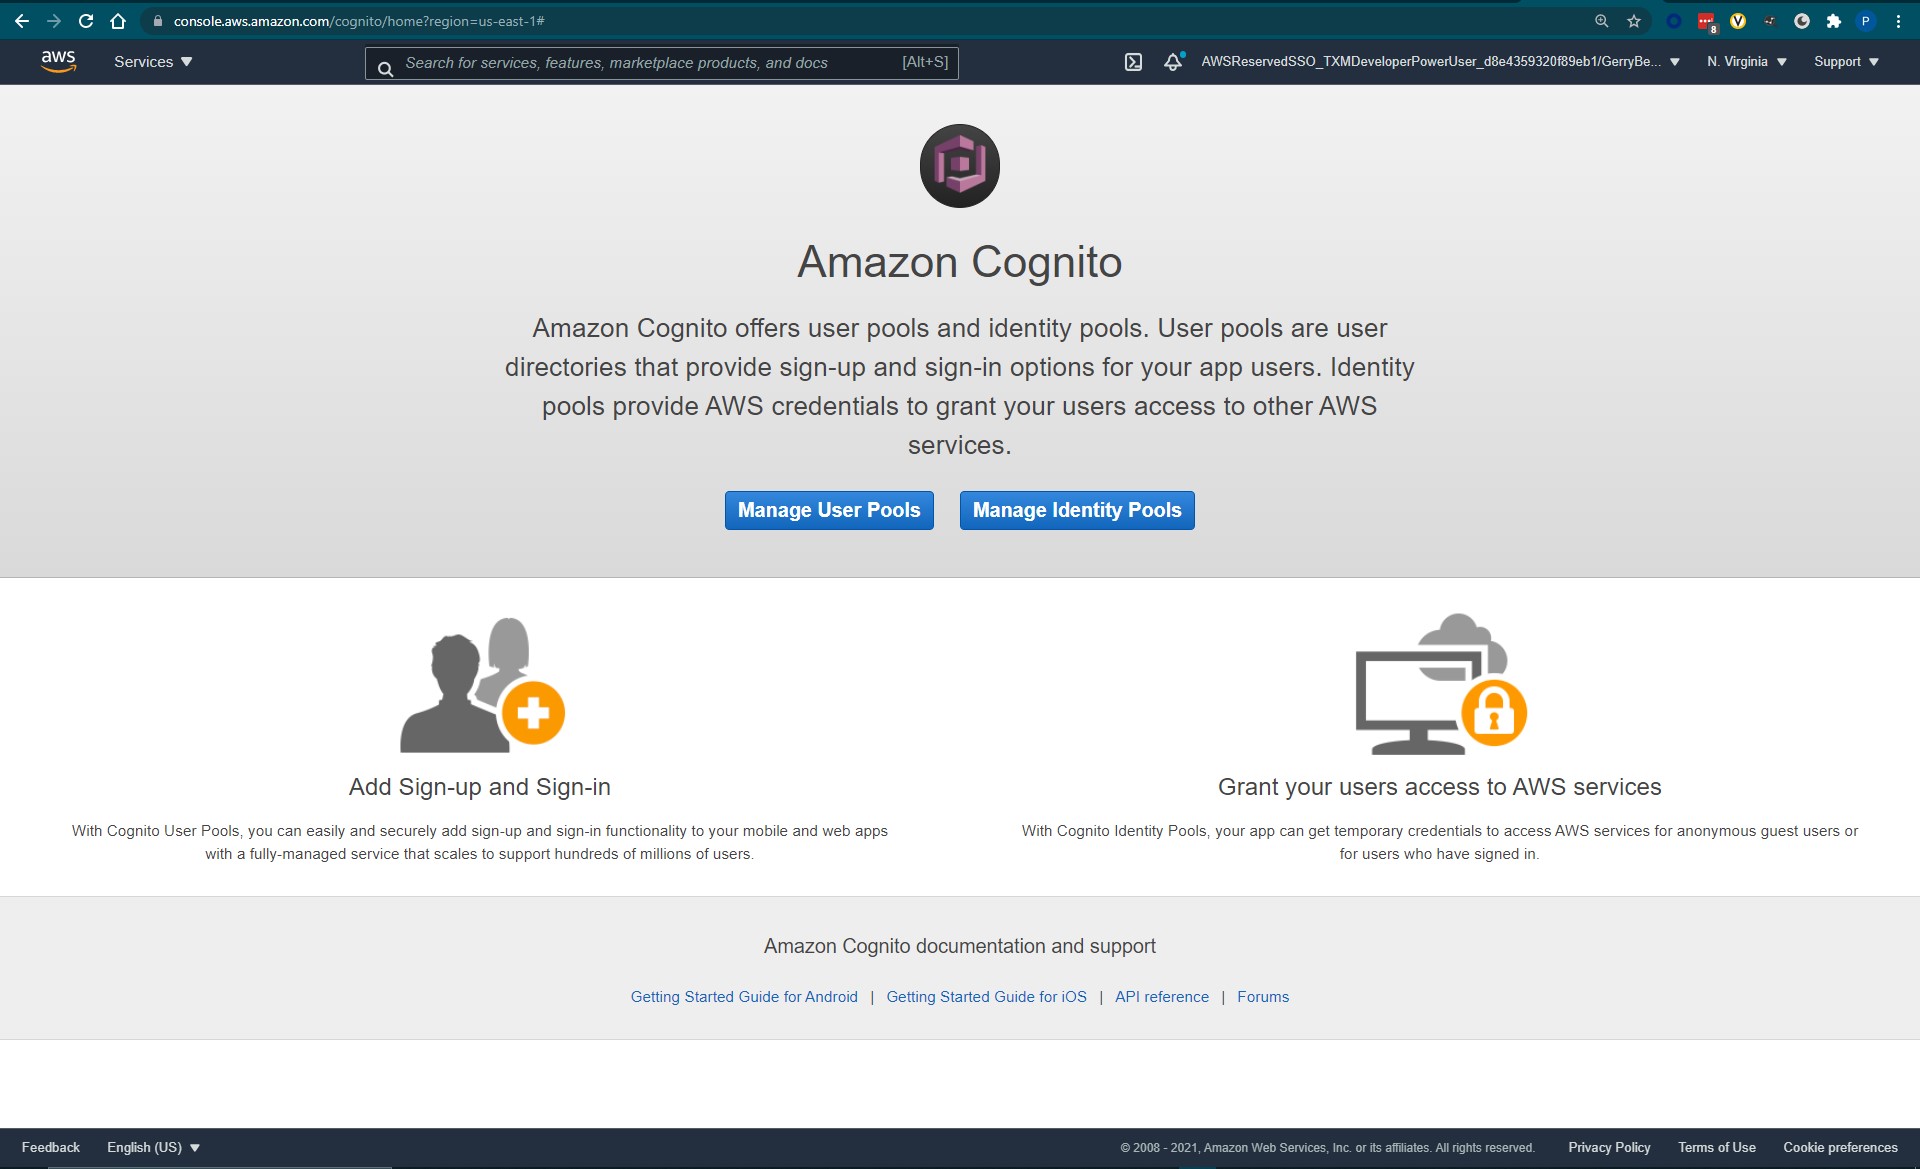 console.aws.amazon.com/cognito/home?region=us-east-1#
8
V
P
aws
Services
Search for services, features, marketplace products, and docs
[Alt+S]
AWSReservedSSO_TXMDeveloperPowerUser_d8e4359320f89eb1/GerryBe...
N. Virginia
Support
Amazon Cognito
Amazon Cognito offers user pools and identity pools. User pools are user
directories that provide sign-up and sign-in options for your app users. Identity
pools provide AWS credentials to grant your users access to other AWS
services.
Manage User Pools
Manage Identity Pools
Add Sign-up and Sign-in
With Cognito User Pools, you can easily and securely add sign-up and sign-in functionality to your mobile and web apps
with a fully-managed service that scales to support hundreds of millions of users.
Grant your users access to AWS services
With Cognito Identity Pools, your app can get temporary credentials to access AWS services for anonymous guest users or
for users who have signed in.
Amazon Cognito documentation and support
Getting Started Guide for Android | Getting Started Guide for iOS | API reference | Forums
Feedback
English (US)
© 2008 - 2021, Amazon Web Services, Inc. or its affiliates. All rights reserved.
Privacy Policy
Terms of Use
Cookie preferences